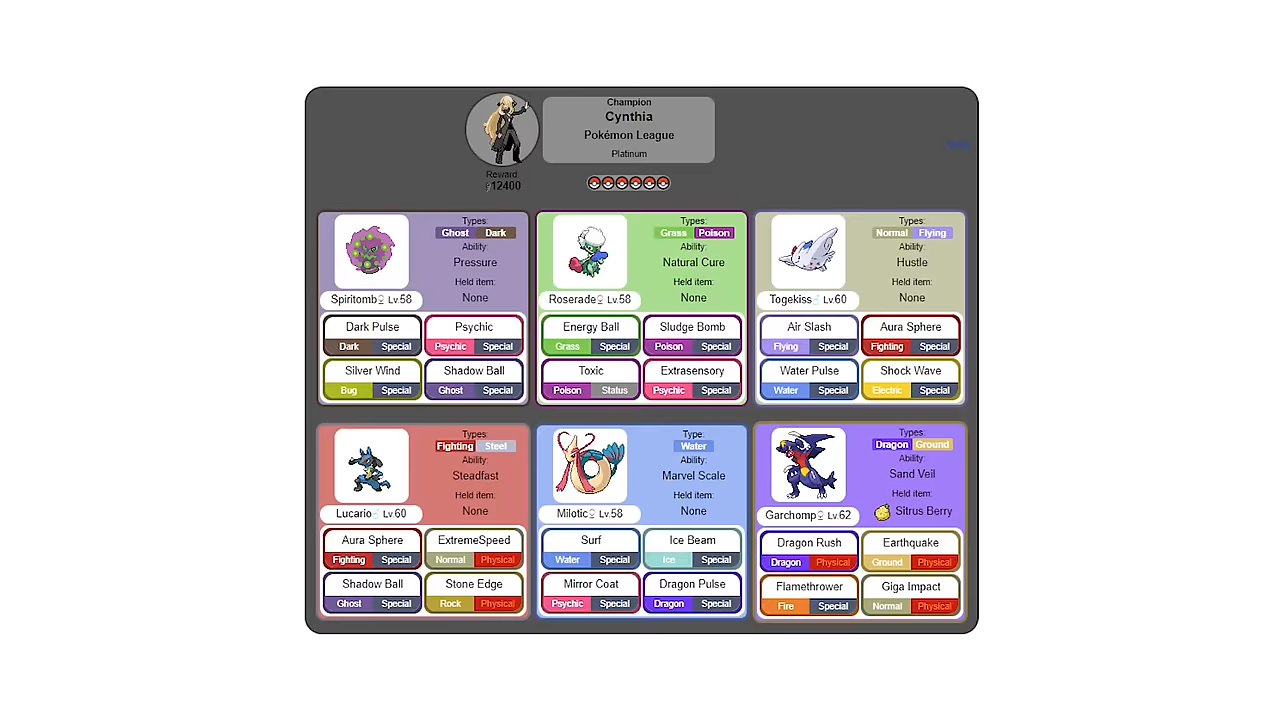 Champion
Cynthia
Pokémon League
Platinum
Reward:
12400
Types:
Ghost Dark
Ability:
Pressure
Held item:
None
Spiritomb♀ Lv.58
Dark Pulse
Dark Special
Psychic
Psychic Special
Silver Wind
Bug Special
Shadow Ball
Ghost Special
Types:
Grass Poison
Ability:
Natural Cure
Held item:
None
Roserade♀ Lv.58
Energy Ball
Grass Special
Sludge Bomb
Poison Special
Toxic
Poison Status
Extrasensory
Psychic Special
Types:
Normal Flying
Ability:
Hustle
Held item:
None
Togekiss♂ Lv.60
Air Slash
Flying Special
Aura Sphere
Fighting Special
Water Pulse
Water Special
Shock Wave
Electric Special
Types:
Fighting Steel
Ability:
Steadfast
Held item:
None
Lucario♂ Lv.60
Aura Sphere
Fighting Special
ExtremeSpeed
Normal Physical
Shadow Ball
Ghost Special
Stone Edge
Rock Physical
Type:
Water
Ability:
Marvel Scale
Held item:
None
Milotic♀ Lv.58
Surf
Water Special
Ice Beam
Ice Special
Mirror Coat
Psychic Special
Dragon Pulse
Dragon Special
Types:
Dragon Ground
Ability:
Sand Veil
Held item:
Sitrus Berry
Garchomp♀ Lv.62
Dragon Rush
Dragon Physical
Earthquake
Ground Physical
Flamethrower
Fire Special
Giga Impact
Normal Physical